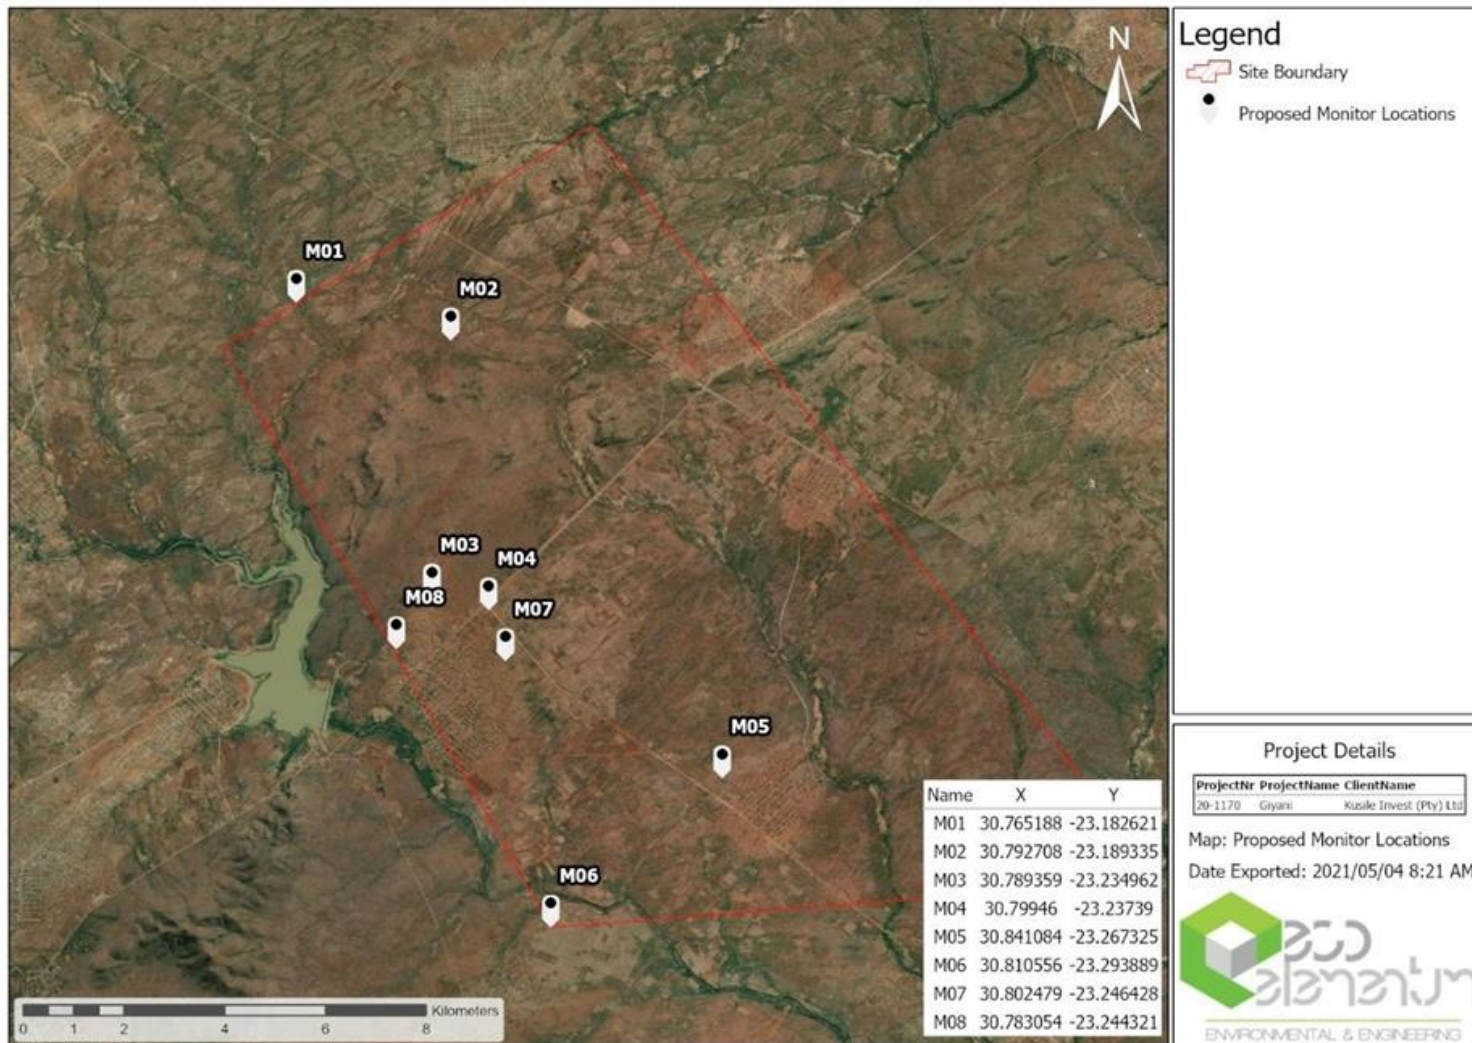 N
M01
M02
M03
M04
M08
M07
M05
M06
Kilometers
0 1 2 4 6 8
Name X Y
M01 30.765188 -23.182621
M02 30.792708 -23.189335
M03 30.789359 -23.234962
M04 30.79946 -23.23739
M05 30.841084 -23.267325
M06 30.810556 -23.293889
M07 30.802479 -23.246428
M08 30.783054 -23.244321
Legend
Site Boundary
Proposed Monitor Locations
Project Details
ProjectNr ProjectName ClientName
20-1170 Giyani Kusile Invest (Pty) Ltd
Map: Proposed Monitor Locations
Date Exported: 2021/05/04 8:21 AM
eco
elementum
ENVIRONMENTAL & ENGINEERING